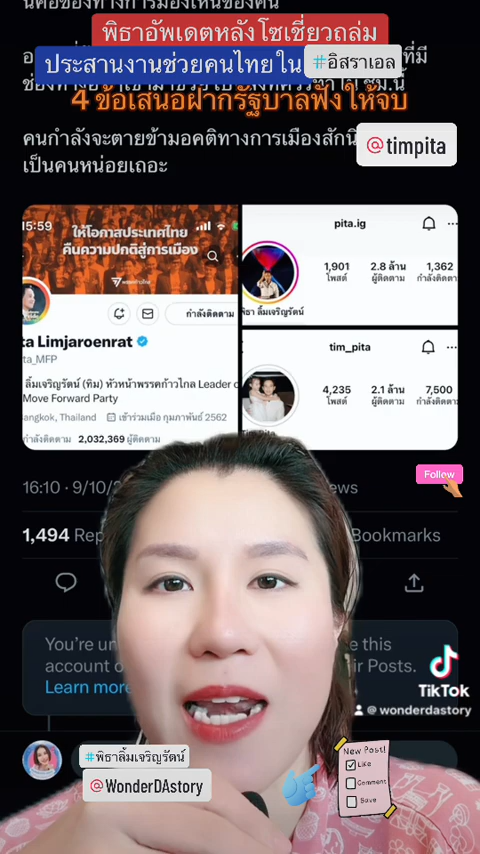 พิธาอัพเดตหลังโซเชี่ยวถล่ม
ประสานงานช่วยคนไทยใน #อิสราเอล
4 ข้อเสนอฝากรัฐบาลฟังให้จบ
คนกำลังจะตายข้ามอคติทางการเมืองสัก
@timpita
เป็นคนหน่อยเถอะ
15:59
ให้โอกาสประเทศไทย
คืนความปกติสู่การเมือง
กำลังติดตาม
ta Limjaroenrat
ta_MFP
ลิ้มเจริญรัตน์ (ทิม) หัวหน้าพรรคก้าวไกล Leader o
Move Forward Party
angkok, Thailand เข้าร่วมเมื่อ กุมภาพันธ์ 2562
กำลังติดตาม 2,032,369 ผู้ติดตาม
pita.ig
1,901 2.8 ล้าน 1,362
โพสต์ ผู้ติดตาม กำลังติดตา
พิธา ลิ้มเจริญรัตน์
tim_pita
4,235 2.1 ล้าน 7,500
โพสต์ ผู้ติดตาม กำลังติดตา
Follow
16:10 · 9/10/ ews
1,494 Rep Bookmarks
You're un e this
account o ir Posts.
Learn more
TikTok
@wonderdastory
#พิธาลิ้มเจริญรัตน์
@WonderDAstory
New Post!
Like
Comment
Save